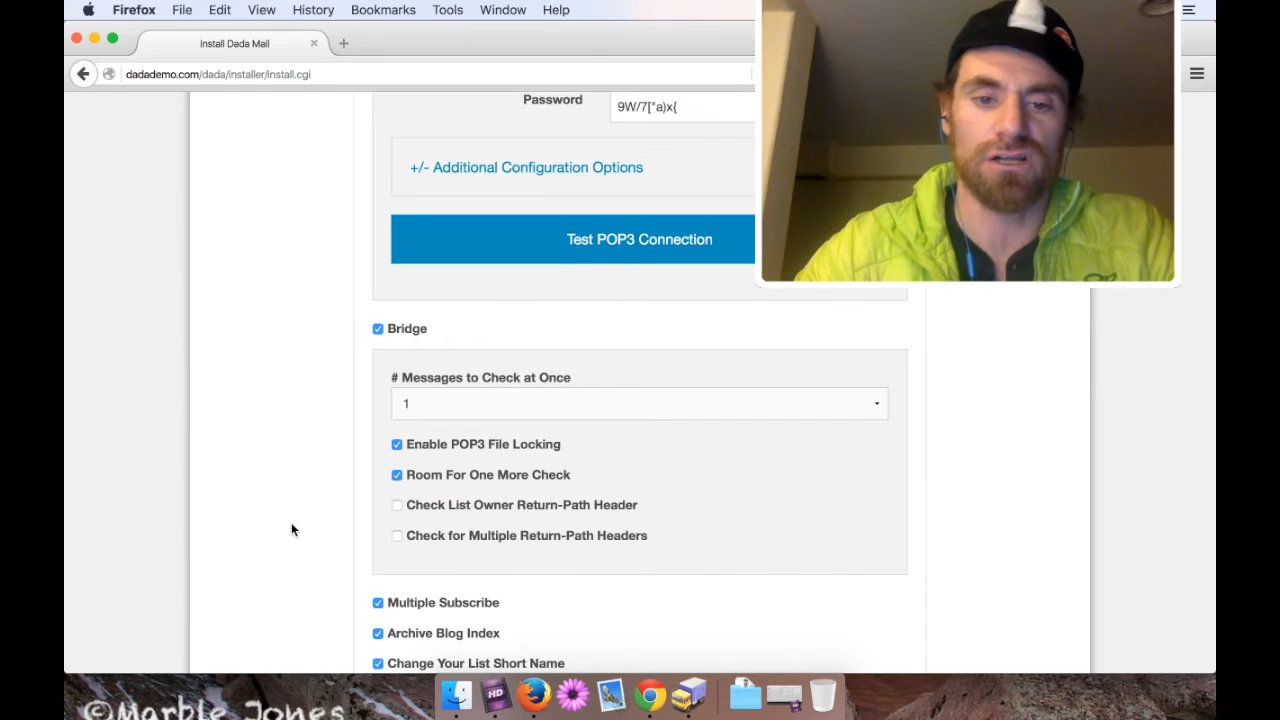 Firefox File Edit View History Bookmarks Tools Window Help
Install Dada Mail
dadademo.com/dada/installer/install.cgi
Password 9W/7[*a)x{
+/- Additional Configuration Options
Test POP3 Connection
Bridge
# Messages to Check at Once
1
Enable POP3 File Locking
Room For One More Check
Check List Owner Return-Path Header
Check for Multiple Return-Path Headers
Multiple Subscribe
Archive Blog Index
Change Your List Short Name
HD
©Marble Jones